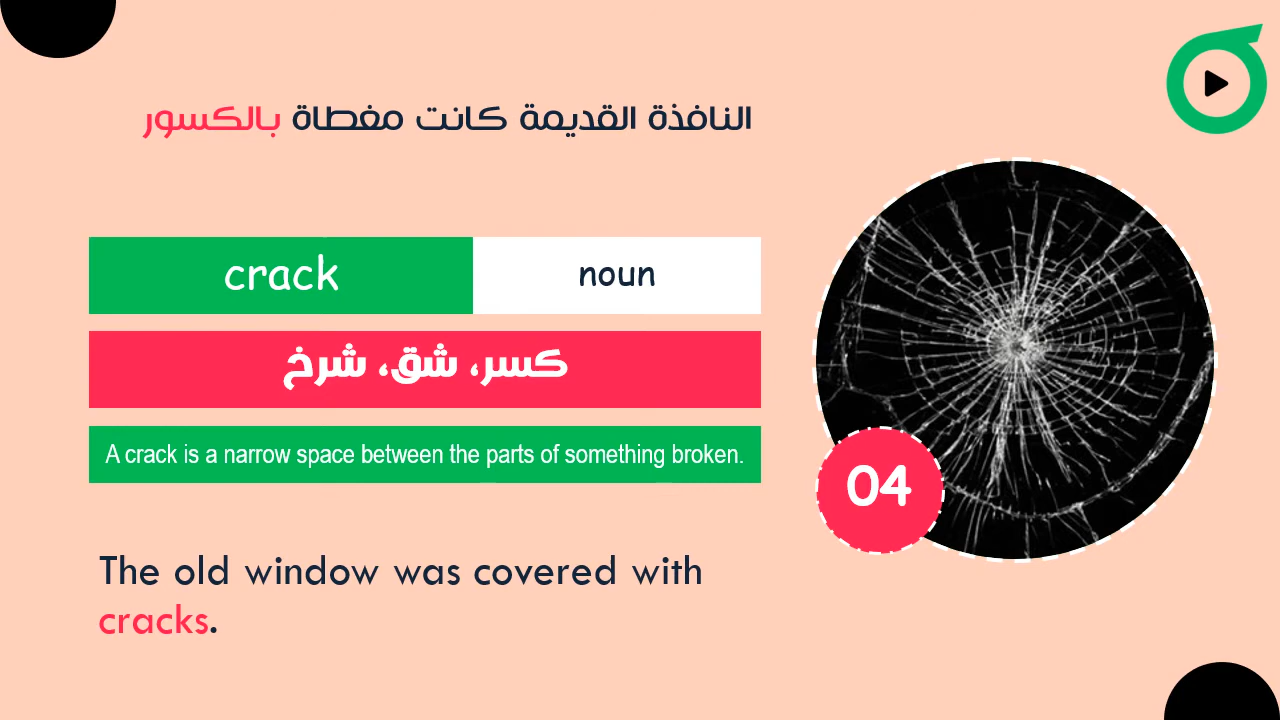 النافذة القديمة كانت مغطاة بالكسور
crack
noun
كسر، شق، شرخ
A crack is a narrow space between the parts of something broken.
04
The old window was covered with
cracks.